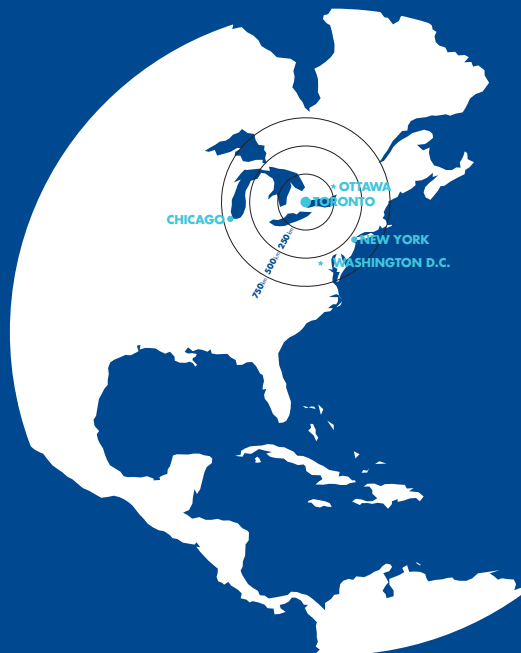 OTTAWA
TORONTO
CHICAGO
NEW YORK
WASHINGTON D.C.
250
500
750